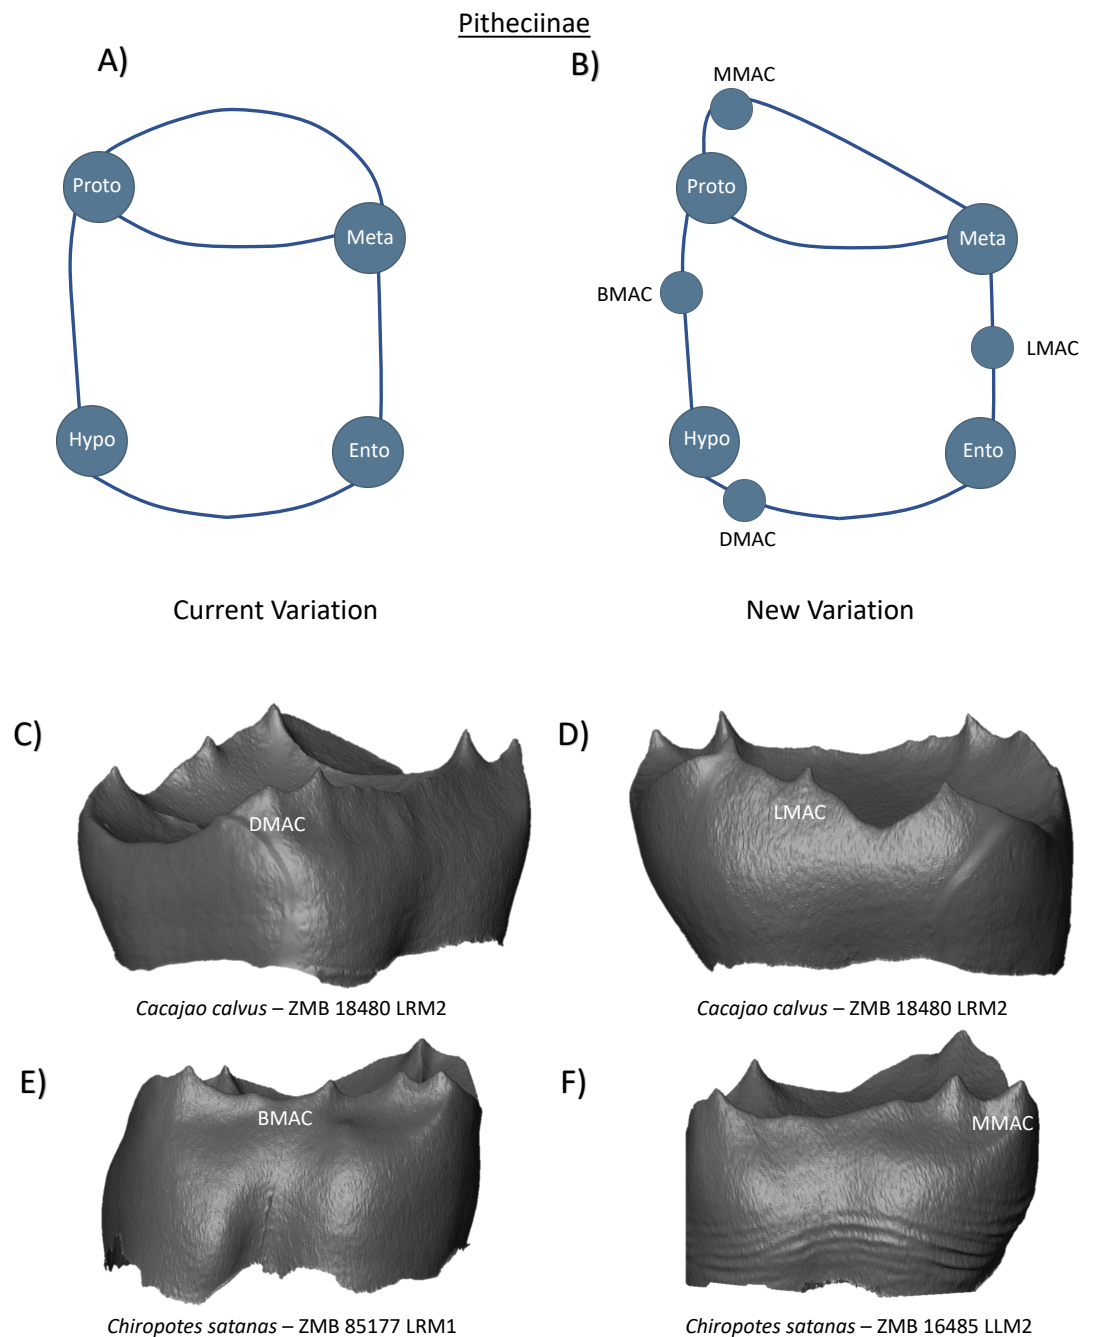 Pitheciinae
A)
B)
MMAC
Proto
Proto
Meta
Meta
BMAC
LMAC
Hypo
Hypo
Ento
Ento
DMAC
Current Variation
New Variation
C)
D)
DMAC
LMAC
Cacajao calvus – ZMB 18480 LRM2
Cacajao calvus – ZMB 18480 LRM2
E)
F)
BMAC
MMAC
Chiropotes satanas – ZMB 85177 LRM1
Chiropotes satanas – ZMB 16485 LLM2